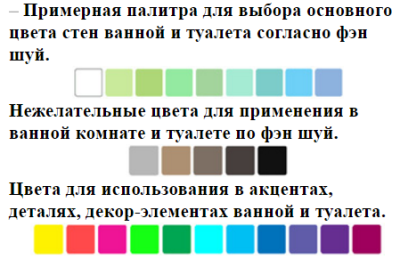 – Примерная палитра для выбора основного
цвета стен ванной и туалета согласно фэн
шуй.
Нежелательные цвета для применения в
ванной комнате и туалете по фэн шуй.
Цвета для использования в акцентах,
деталях, декор-элементах ванной и туалета.